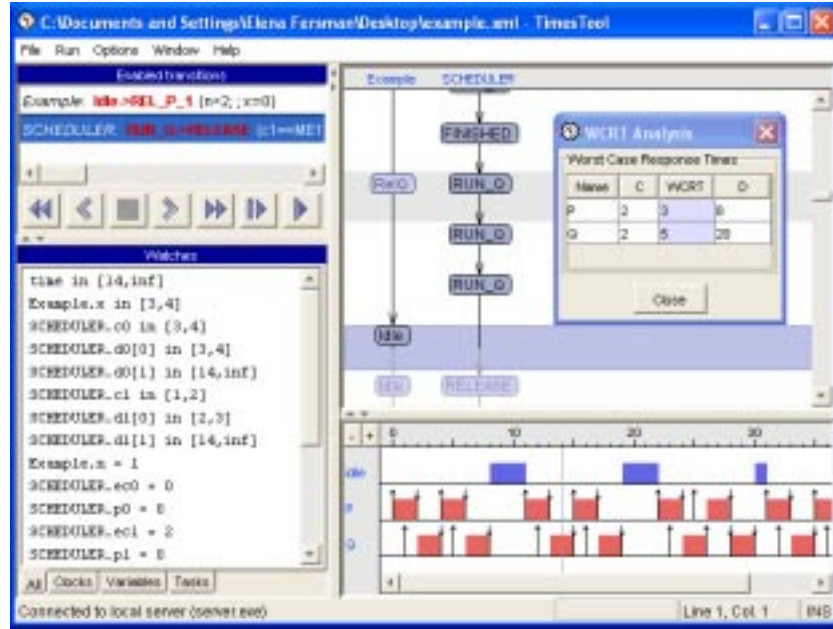 C:\Documents and Settings\Elena Fersman\Desktop\example.xml - TimesTool
File Run Options Window Help
Enabled transitions
Example: Idle->REL_P_1 (n=2; ;x=0)
SCHEDULER: RUN_Q->RELEASE (c1==ME1
Watches
time in [14,inf]
Example.x in [3,4]
SCHEDULER.c0 in [3,4]
SCHEDULER.d0[0] in [3,4]
SCHEDULER.d0[1] in [14,inf]
SCHEDULER.c1 in [1,2]
SCHEDULER.d1[0] in [2,3]
SCHEDULER.d1[1] in [14,inf]
Example.n = 1
SCHEDULER.ec0 = 0
SCHEDULER.p0 = 8
SCHEDULER.ec1 = 2
SCHEDULER.p1 = 8
All Clocks Variables Tasks
Connected to local server (server.exe)
Example SCHEDULER
FINISHED
RelQ RUN_Q
RUN_Q
RUN_Q
Idle
Idle RELEASE
WCRT Analysis
Worst Case Response Times
Name C WCRT D
P 2 3 8
Q 2 5 20
Close
- + 0 10 20 30
Idle
P
Q
Line 1, Col. 1 INS